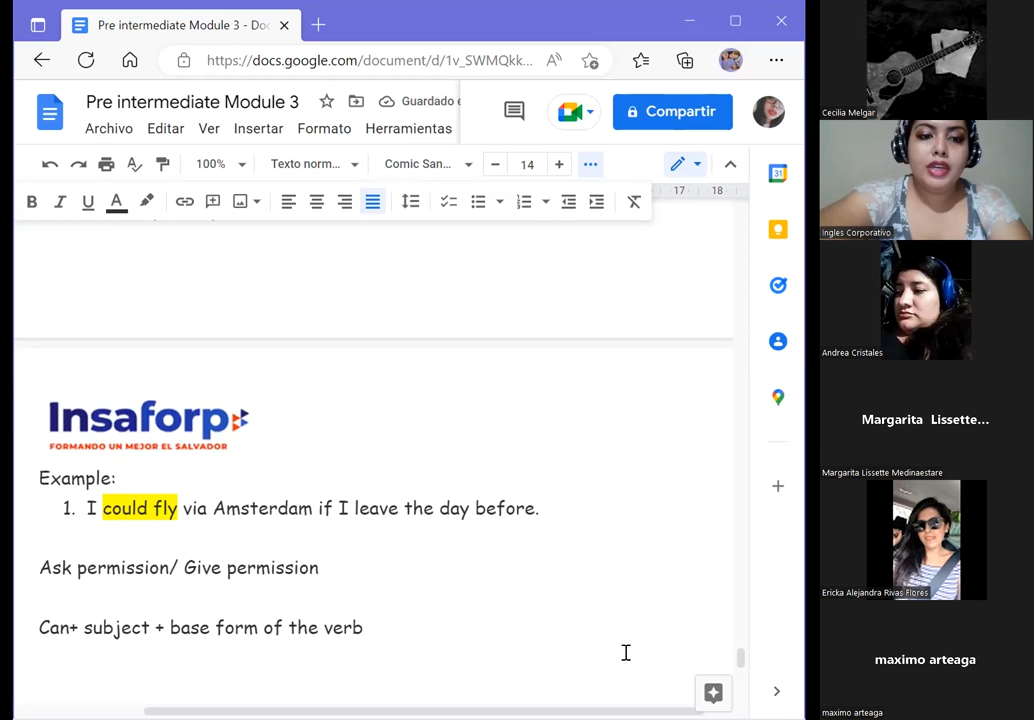 Pre intermediate Module 3 - Doc
https://docs.google.com/document/d/1v_SWMQkk...
Pre intermediate Module 3
Guardado e
Compartir
Archivo Editar Ver Insertar Formato Herramientas
100% Texto norm... Comic San... 14
17 18
31
Insaforp
FORMANDO UN MEJOR EL SALVADOR
Example:
1. I could fly via Amsterdam if I leave the day before.
Ask permission/ Give permission
Can+ subject + base form of the verb
Cecilia Melgar
Ingles Corporativo
Andrea Cristales
Margarita Lissette...
Margarita Lissette Medinaestare
Ericka Alejandra Rivas Flores
maximo arteaga
maximo arteaga